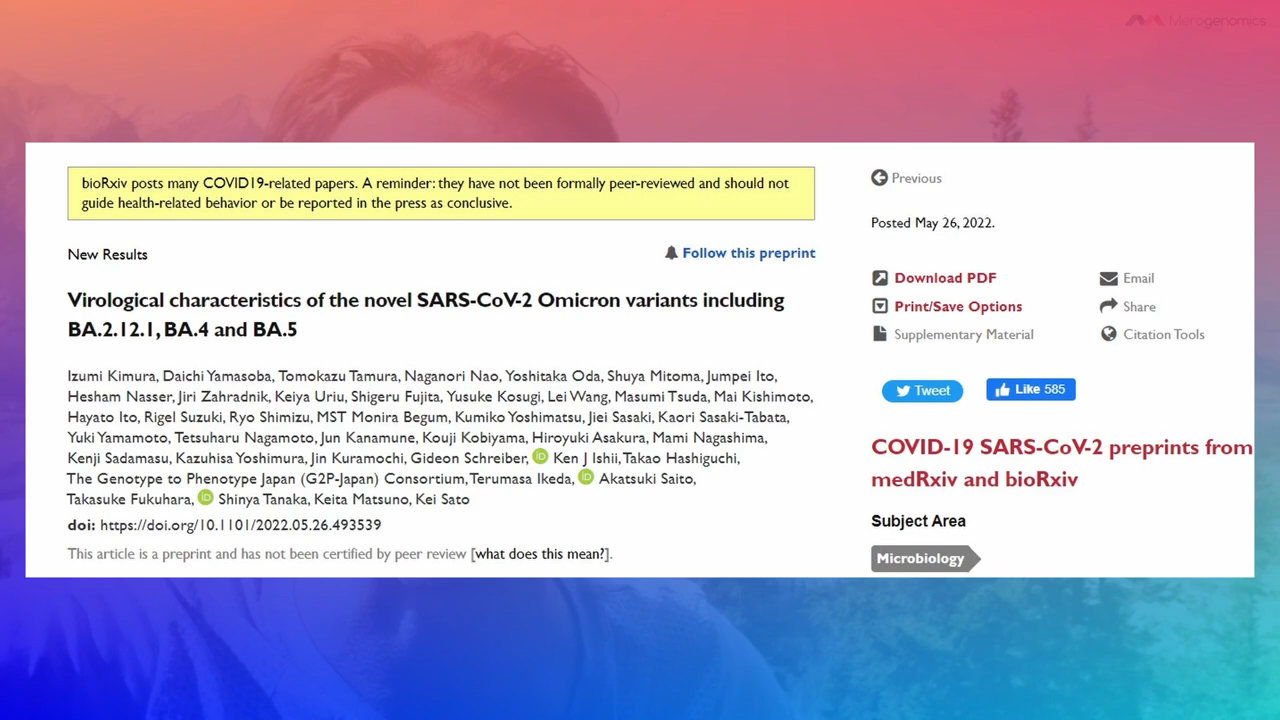 Merogenomics
bioRxiv posts many COVID19-related papers. A reminder: they have not been formally peer-reviewed and should not
guide health-related behavior or be reported in the press as conclusive.
New Results
Follow this preprint
Virological characteristics of the novel SARS-CoV-2 Omicron variants including
BA.2.12.1, BA.4 and BA.5
Izumi Kimura, Daichi Yamasoba, Tomokazu Tamura, Naganori Nao, Yoshitaka Oda, Shuya Mitoma, Jumpei Ito,
Hesham Nasser, Jiri Zahradnik, Keiya Uriu, Shigeru Fujita, Yusuke Kosugi, Lei Wang, Masumi Tsuda, Mai Kishimoto,
Hayato Ito, Rigel Suzuki, Ryo Shimizu, MST Monira Begum, Kumiko Yoshimatsu, Jiei Sasaki, Kaori Sasaki-Tabata,
Yuki Yamamoto, Tetsuharu Nagamoto, Jun Kanamune, Kouji Kobiyama, Hiroyuki Asakura, Mami Nagashima,
Kenji Sadamasu, Kazuhisa Yoshimura, Jin Kuramochi, Gideon Schreiber, iD Ken J Ishii, Takao Hashiguchi,
The Genotype to Phenotype Japan (G2P-Japan) Consortium, Terumasa Ikeda, iD Akatsuki Saito,
Takasuke Fukuhara, iD Shinya Tanaka, Keita Matsuno, Kei Sato
doi: https://doi.org/10.1101/2022.05.26.493539
This article is a preprint and has not been certified by peer review [what does this mean?].
Previous
Posted May 26, 2022.
Download PDF
Email
Print/Save Options
Share
Supplementary Material
Citation Tools
Tweet
Like 585
COVID-19 SARS-CoV-2 preprints from
medRxiv and bioRxiv
Subject Area
Microbiology